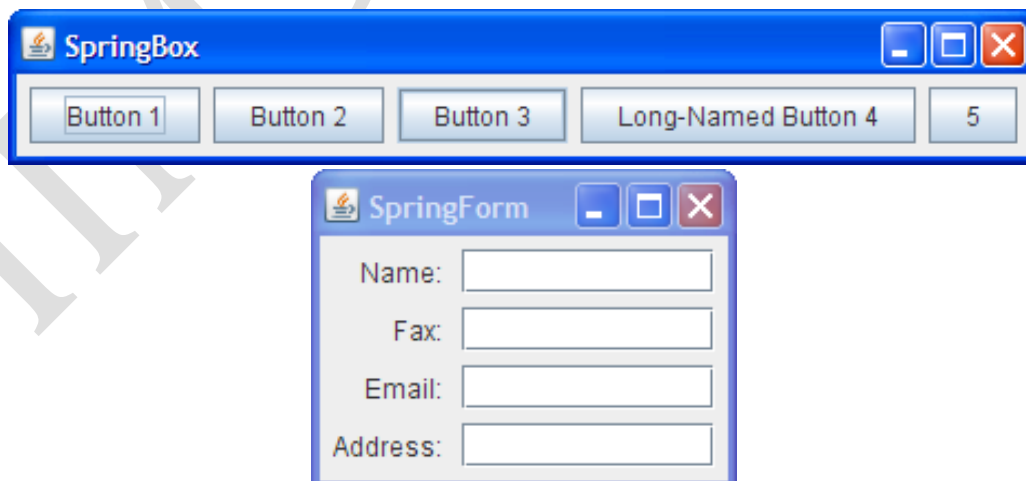 SpringBox
Button 1 Button 2 Button 3 Long-Named Button 4 5
SpringForm
Name:
Fax:
Email:
Address: